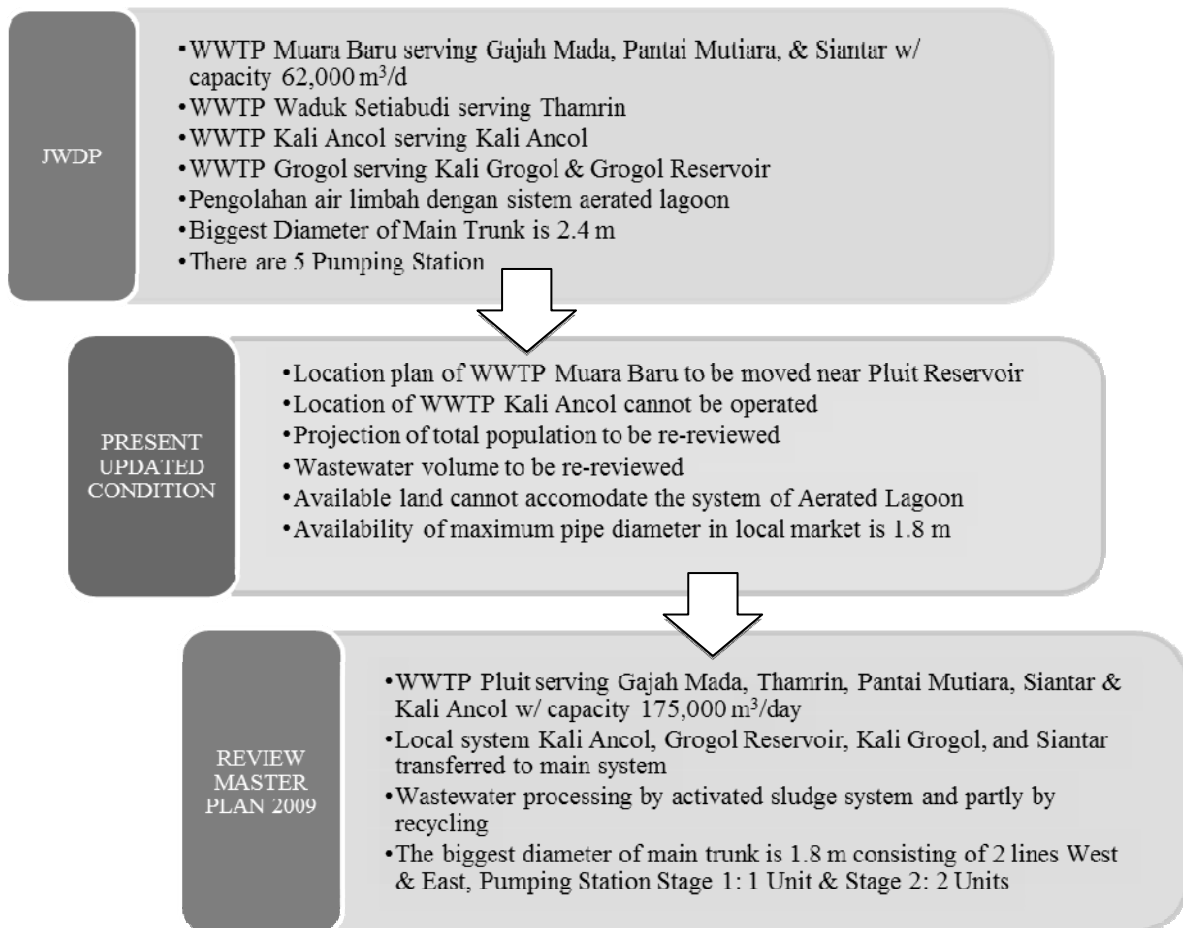 JWDP
•WWTP Muara Baru serving Gajah Mada, Pantai Mutiara, & Siantar w/
capacity 62,000 m³/d
•WWTP Waduk Setiabudi serving Thamrin
•WWTP Kali Ancol serving Kali Ancol
•WWTP Grogol serving Kali Grogol & Grogol Reservoir
•Pengolahan air limbah dengan sistem aerated lagoon
•Biggest Diameter of Main Trunk is 2.4 m
•There are 5 Pumping Station
PRESENT
UPDATED
CONDITION
•Location plan of WWTP Muara Baru to be moved near Pluit Reservoir
•Location of WWTP Kali Ancol cannot be operated
•Projection of total population to be re-reviewed
•Wastewater volume to be re-reviewed
•Available land cannot accomodate the system of Aerated Lagoon
•Availability of maximum pipe diameter in local market is 1.8 m
REVIEW
MASTER
PLAN 2009
•WWTP Pluit serving Gajah Mada, Thamrin, Pantai Mutiara, Siantar &
Kali Ancol w/ capacity 175,000 m³/day
•Local system Kali Ancol, Grogol Reservoir, Kali Grogol, and Siantar
transferred to main system
•Wastewater processing by activated sludge system and partly by
recycling
•The biggest diameter of main trunk is 1.8 m consisting of 2 lines West
& East, Pumping Station Stage 1: 1 Unit & Stage 2: 2 Units